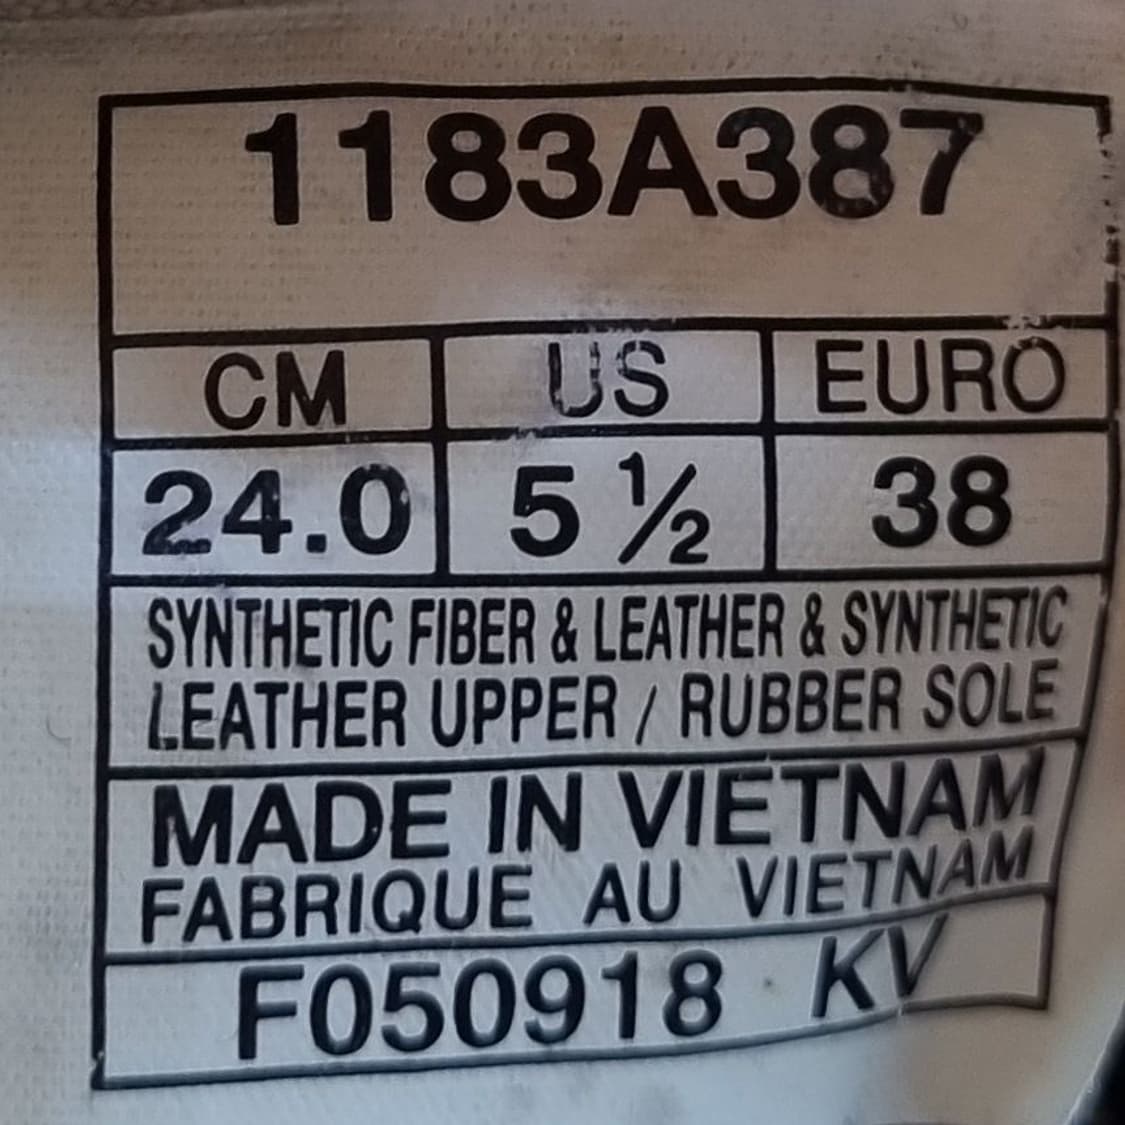 1183A387
CM US EURO
24.0 5 ½ 38
SYNTHETIC FIBER & LEATHER & SYNTHETIC
LEATHER UPPER / RUBBER SOLE
MADE IN VIETNAM
FABRIQUE AU VIETNAM
F050918 KV